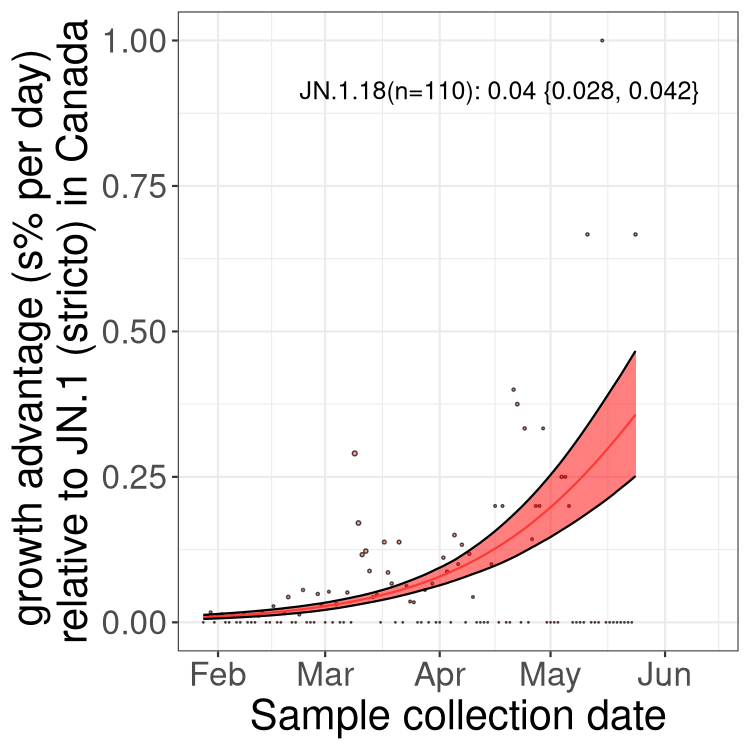 growth advantage (s% per day)
relative to JN.1 (stricto) in Canada
1.00
JN.1.18(n=110): 0.04 {0.028, 0.042}
0.75
0.50
0.25
0.00
Feb Mar Apr May Jun
Sample collection date